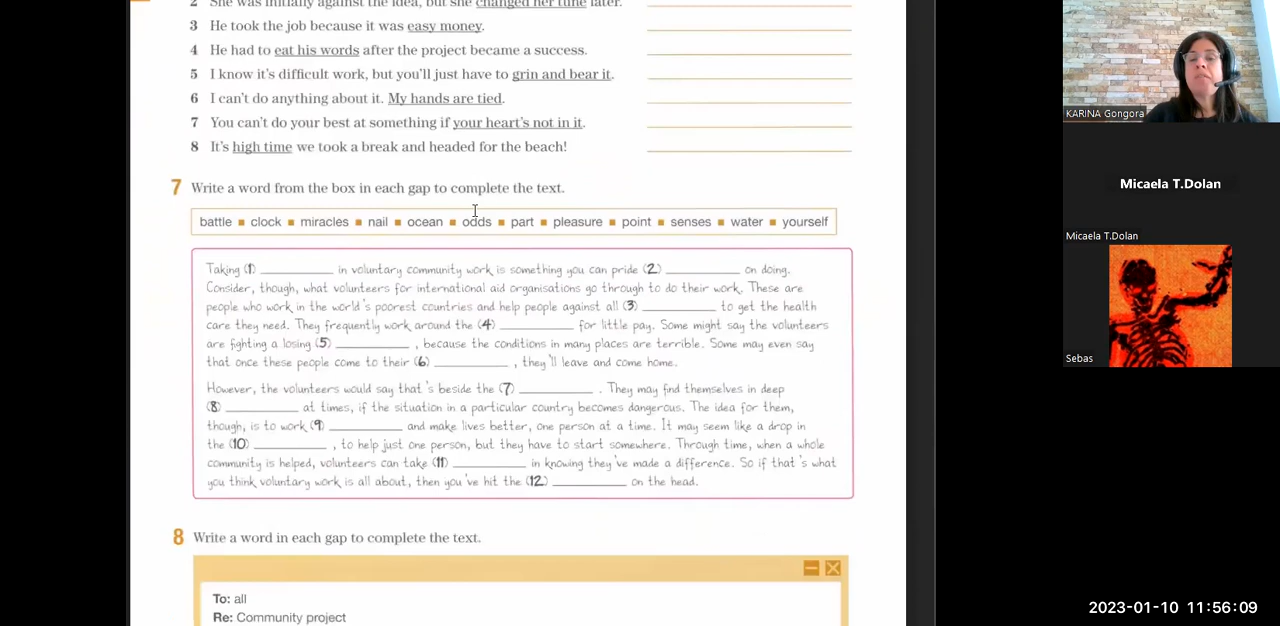 2 She was initially against the idea, but she changed her tune later.
3 He took the job because it was easy money.
4 He had to eat his words after the project became a success.
5 I know it's difficult work, but you'll just have to grin and bear it.
6 I can't do anything about it. My hands are tied.
7 You can't do your best at something if your heart's not in it.
8 It's high time we took a break and headed for the beach!
7 Write a word from the box in each gap to complete the text.
battle ■ clock ■ miracles ■ nail ■ ocean ■ odds ■ part ■ pleasure ■ point ■ senses ■ water ■ yourself
Taking (1) ____________ in voluntary community work is something you can pride (2) ____________ on doing.
Consider, though, what volunteers for international aid organisations go through to do their work. These are
people who work in the world's poorest countries and help people against all (3) ____________ to get the health
care they need. They frequently work around the (4) ____________ for little pay. Some might say the volunteers
are fighting a losing (5) ____________ , because the conditions in many places are terrible. Some may even say
that once these people come to their (6) ____________ , they'll leave and come home.
However, the volunteers would say that's beside the (7) ____________ . They may find themselves in deep
(8) ____________ at times, if the situation in a particular country becomes dangerous. The idea for them,
though, is to work (9) ____________ and make lives better, one person at a time. It may seem like a drop in
the (10) ____________ , to help just one person, but they have to start somewhere. Through time, when a whole
community is helped, volunteers can take (11) ____________ in knowing they've made a difference. So if that's what
you think voluntary work is all about, then you've hit the (12) ____________ on the head.
8 Write a word in each gap to complete the text.
To: all
Re: Community project
KARINA Gongora
Micaela T.Dolan
Micaela T.Dolan
Sebas
2023-01-10 11:56:09